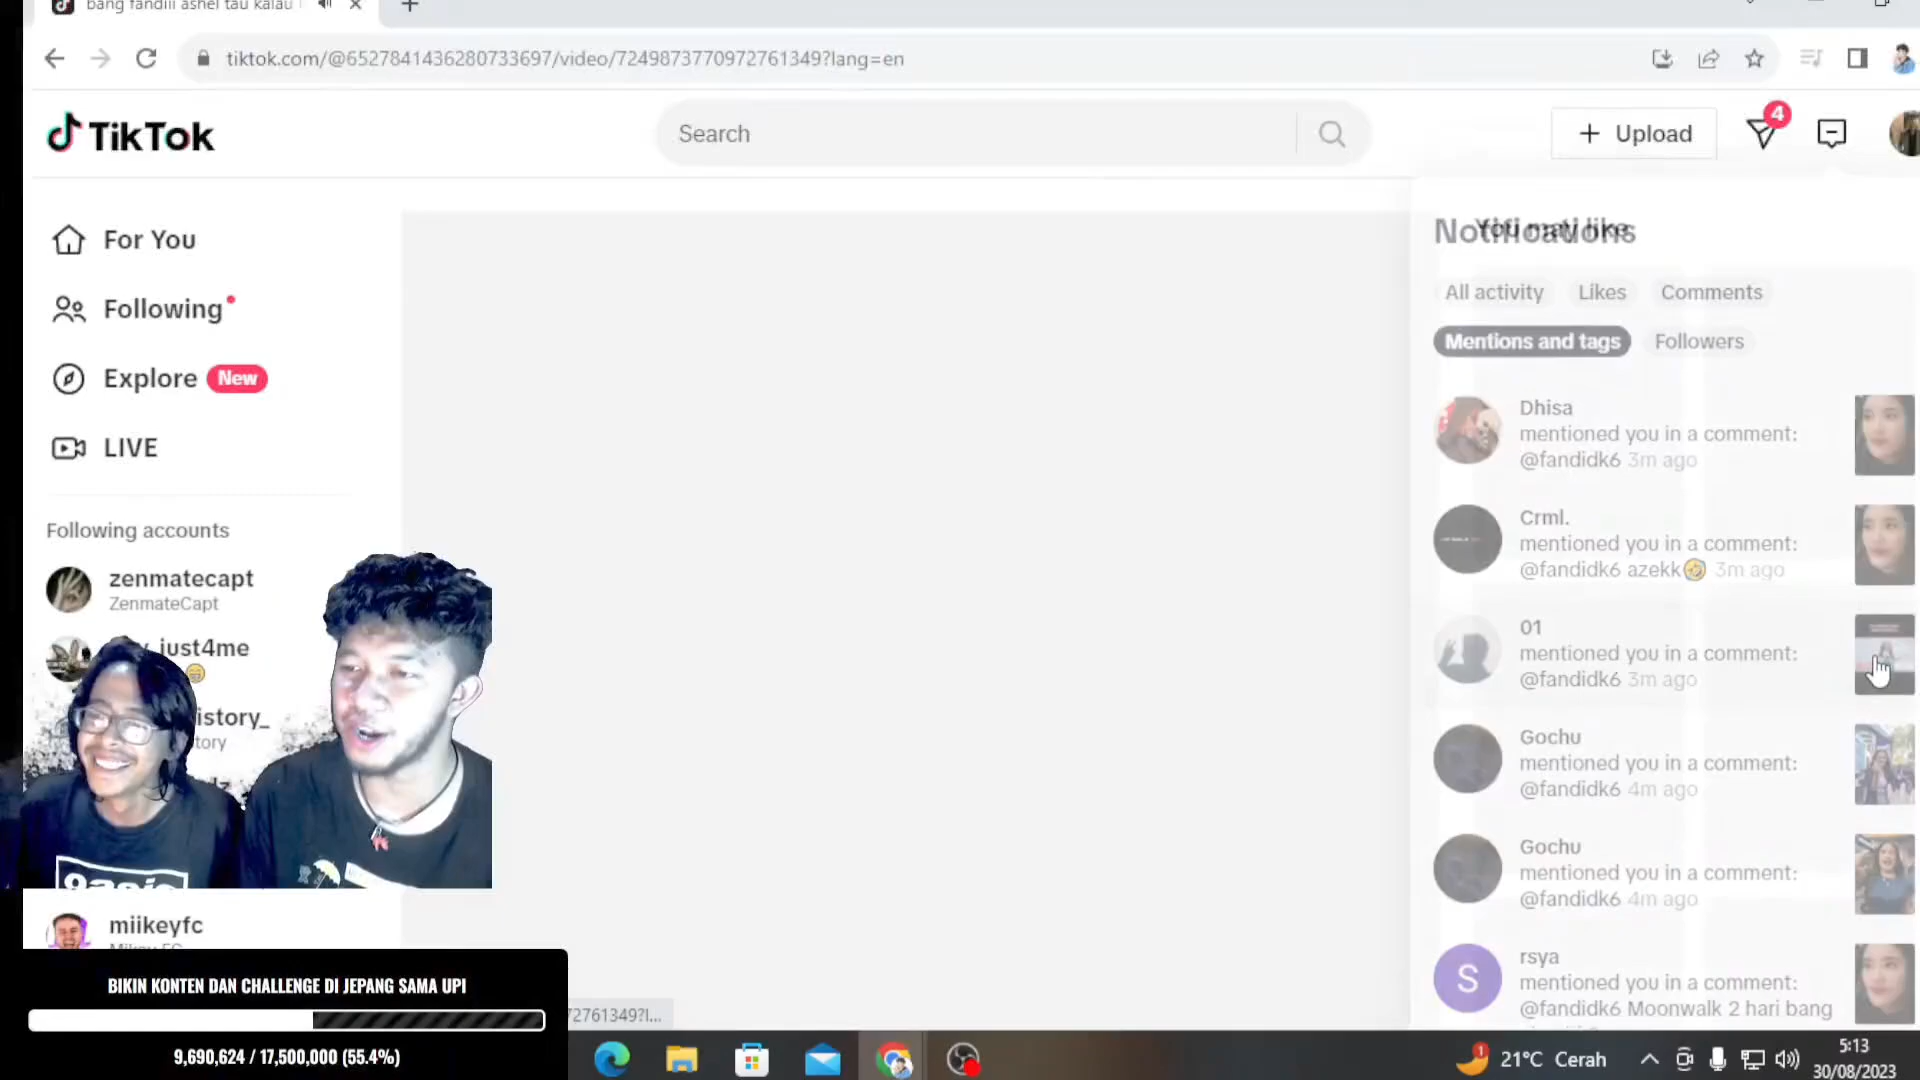 bang fandiii ashel tau kalau
tiktok.com/@6527841436280733697/video/7249873770972761349?lang=en
TikTok
Search
Upload
4
For You
Following
Explore New
LIVE
Following accounts
zenmatecapt
ZenmateCapt
just4me
istory_
tory
miikeyfc
Notifications
You may like
All activity Likes Comments
Mentions and tags Followers
Dhisa
mentioned you in a comment:
@fandidk6 3m ago
Crml.
mentioned you in a comment:
@fandidk6 azekk🤣 3m ago
01
mentioned you in a comment:
@fandidk6 3m ago
Gochu
mentioned you in a comment:
@fandidk6 4m ago
Gochu
mentioned you in a comment:
@fandidk6 4m ago
S
rsya
mentioned you in a comment:
@fandidk6 Moonwalk 2 hari bang
BIKIN KONTEN DAN CHALLENGE DI JEPANG SAMA UPI
9,690,624 / 17,500,000 (55.4%)
72761349?l...
1
21°C Cerah
5:13
30/08/2023